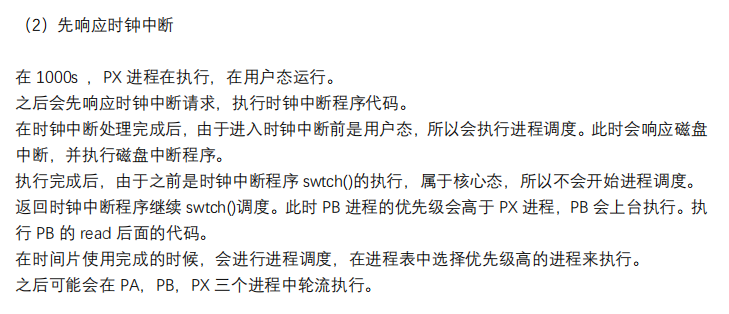 （2）先响应时钟中断
在 1000s ，PX 进程在执行，在用户态运行。
之后会先响应时钟中断请求，执行时钟中断程序代码。
在时钟中断处理完成后，由于进入时钟中断前是用户态，所以会执行进程调度。此时会响应磁盘
中断，并执行磁盘中断程序。
执行完成后，由于之前是时钟中断程序 swtch()的执行，属于核心态，所以不会开始进程调度。
返回时钟中断程序继续 swtch()调度。此时 PB 进程的优先级会高于 PX 进程，PB 会上台执行。执
行 PB 的 read 后面的代码。
在时间片使用完成的时候，会进行进程调度，在进程表中选择优先级高的进程来执行。
之后可能会在 PA，PB，PX 三个进程中轮流执行。